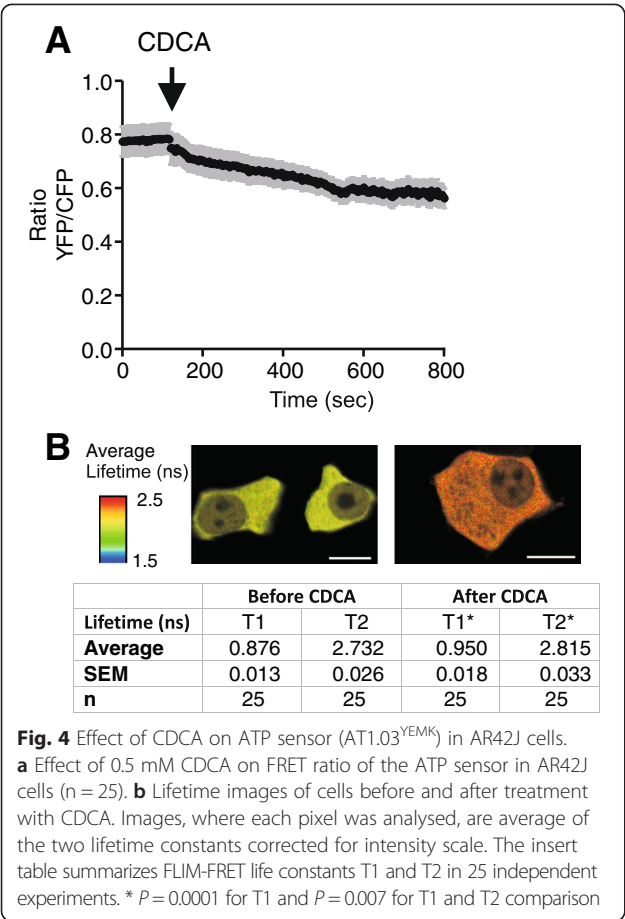 A
CDCA
1.0
0.8
0.6
0.4
0.2
0.0
Ratio
YFP/CFP
0 200 400 600 800
Time (sec)
B
Average
Lifetime (ns)
2.5
1.5
Before CDCA After CDCA
Lifetime (ns) T1 T2 T1* T2*
Average 0.876 2.732 0.950 2.815
SEM 0.013 0.026 0.018 0.033
n 25 25 25 25
Fig. 4 Effect of CDCA on ATP sensor (AT1.03YEMK) in AR42J cells.
a Effect of 0.5 mM CDCA on FRET ratio of the ATP sensor in AR42J
cells (n = 25). b Lifetime images of cells before and after treatment
with CDCA. Images, where each pixel was analysed, are average of
the two lifetime constants corrected for intensity scale. The insert
table summarizes FLIM-FRET life constants T1 and T2 in 25 independent
experiments. * P = 0.0001 for T1 and P = 0.007 for T1 and T2 comparison